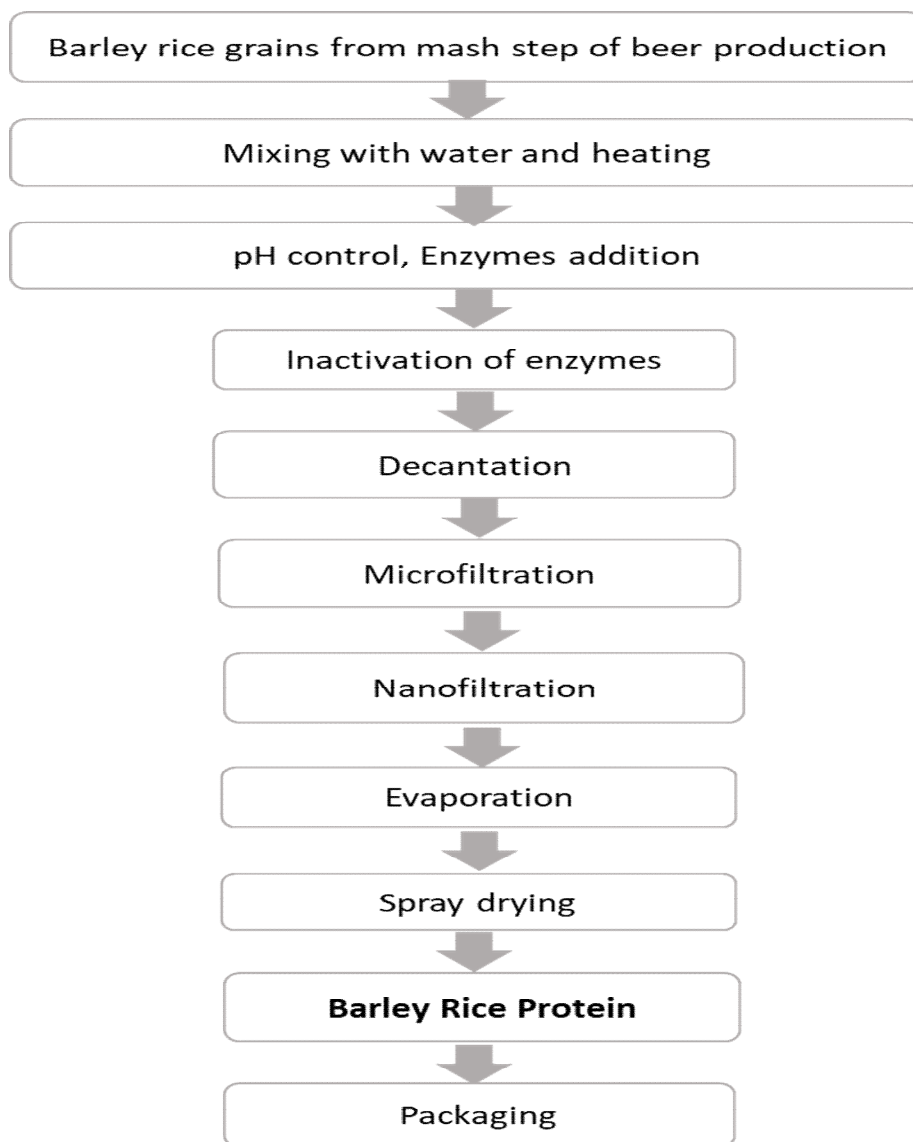 Barley rice grains from mash step of beer production
Mixing with water and heating
pH control, Enzymes addition
Inactivation of enzymes
Decantation
Microfiltration
Nanofiltration
Evaporation
Spray drying
Barley Rice Protein
Packaging